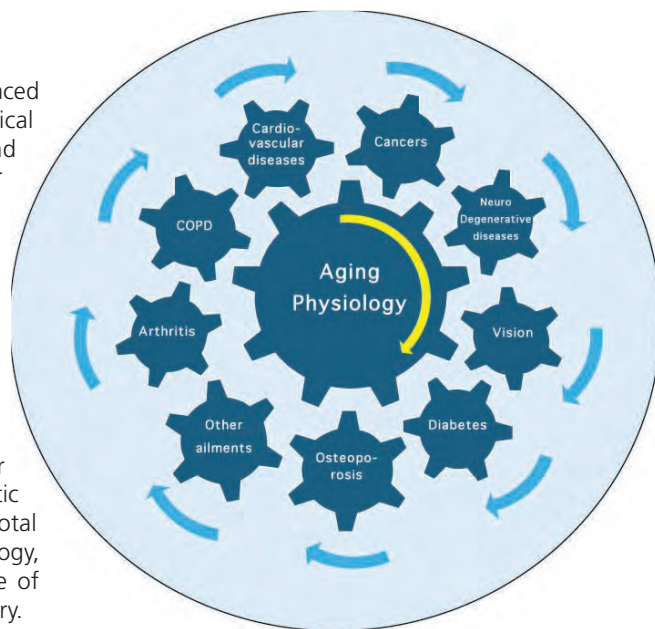 aced
ical
nd
r
Cardio-
vascular
diseases
Cancers
COPD
Neuro
Degenerative
diseases
Aging
Physiology
Arthritis
Vision
Other
ailments
Diabetes
Osteopo-
rosis
r
tic
otal
ogy,
e of
ry.